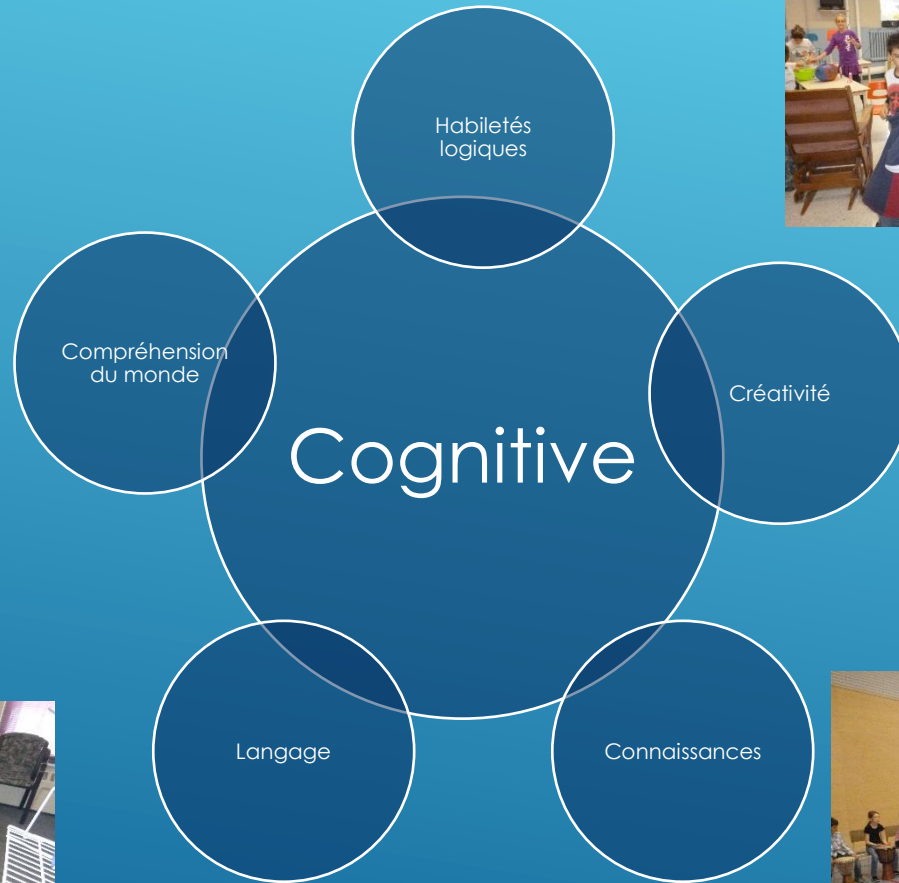 Habiletés
logiques
Compréhension
du monde
Créativité
Cognitive
Langage
Connaissances